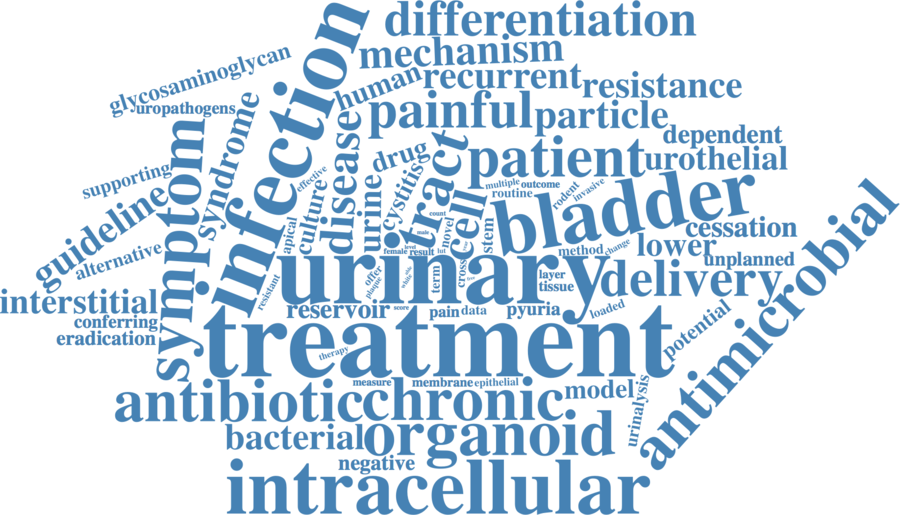 differentiation
mechanism
glycosaminoglycan
infection
human
recurrent
resistance
uropathogens
syndrome
painful
particle
symptom
disease
drug
tract
patient
dependent
urothelial
supporting
effective
culture
urine
cystitis
multiple
outcome
routine
rodent
invasive
bladder
guideline
alternative
apical
count
male
novel
cell
stem
cessation
antimicrobial
female
level
result
method
change
lower
unplanned
urinary
resistant
offer
plaque
white
term
cross
layer
tissue
delivery
interstitial
conferring
eradication
reservoir
score
pain
data
pyuria
loaded
potential
treatment
therapy
measure
membrane
epithelial
model
urinalysis
antibiotic
chronic
bacterial
organoid
negative
intracellular